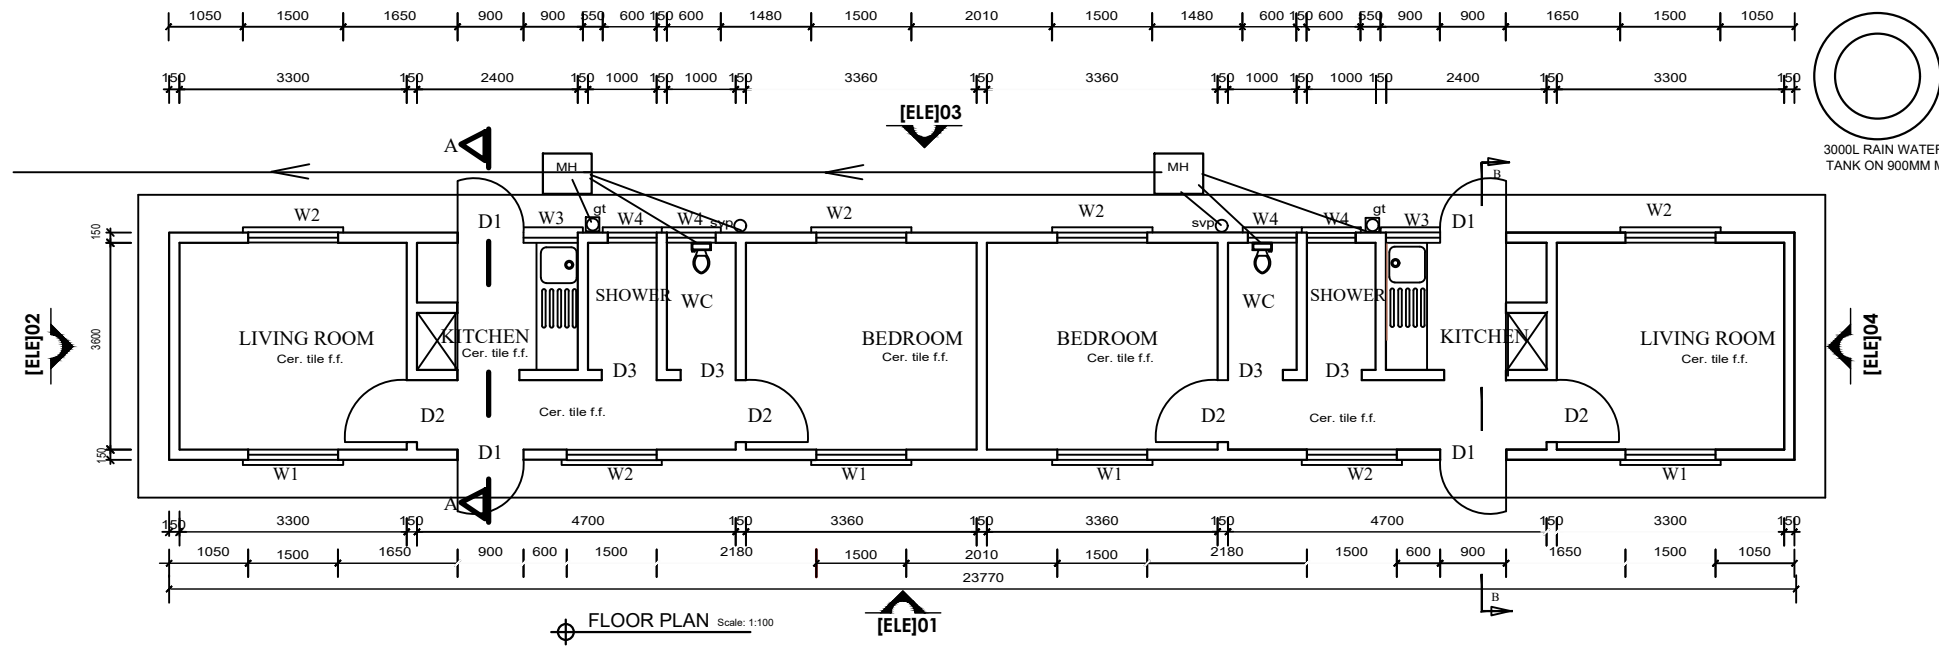 1050 1500 1650 900 900 550 600 150 600 1480 1500 2010 1500 1480 600 150 600 550 900 900 1650 1500 1050
150 3300 150 2400 150 1000 150 1000 150 3360 150 3360 150 1000 150 1000 150 2400 150 3300 150
[ELE]03
3000L RAIN WATER
TANK ON 900MM M
A MH MH B
W2 D1 W3 gt W4 W4 svp W2 W2 svp W4 W4 gt W3 D1 W2
150
SHOWER WC WC SHOWER
[ELE]02 3600 LIVING ROOM KITCHEN BEDROOM BEDROOM KITCHEN LIVING ROOM [ELE]04
Cer. tile f.f. Cer. tile f.f. Cer. tile f.f. Cer. tile f.f. Cer. tile f.f.
D3 D3 D3 D3
D2 Cer. tile f.f. D2 D2 Cer. tile f.f. D2
150 D1 D1
W1 W2 W1 W1 W2 W1
A
150 3300 150 4700 150 3360 150 3360 150 4700 150 3300 150
1050 1500 1650 900 600 1500 2180 1500 2010 1500 2180 1500 600 900 1650 1500 1050
23770
B
FLOOR PLAN Scale: 1:100
[ELE]01